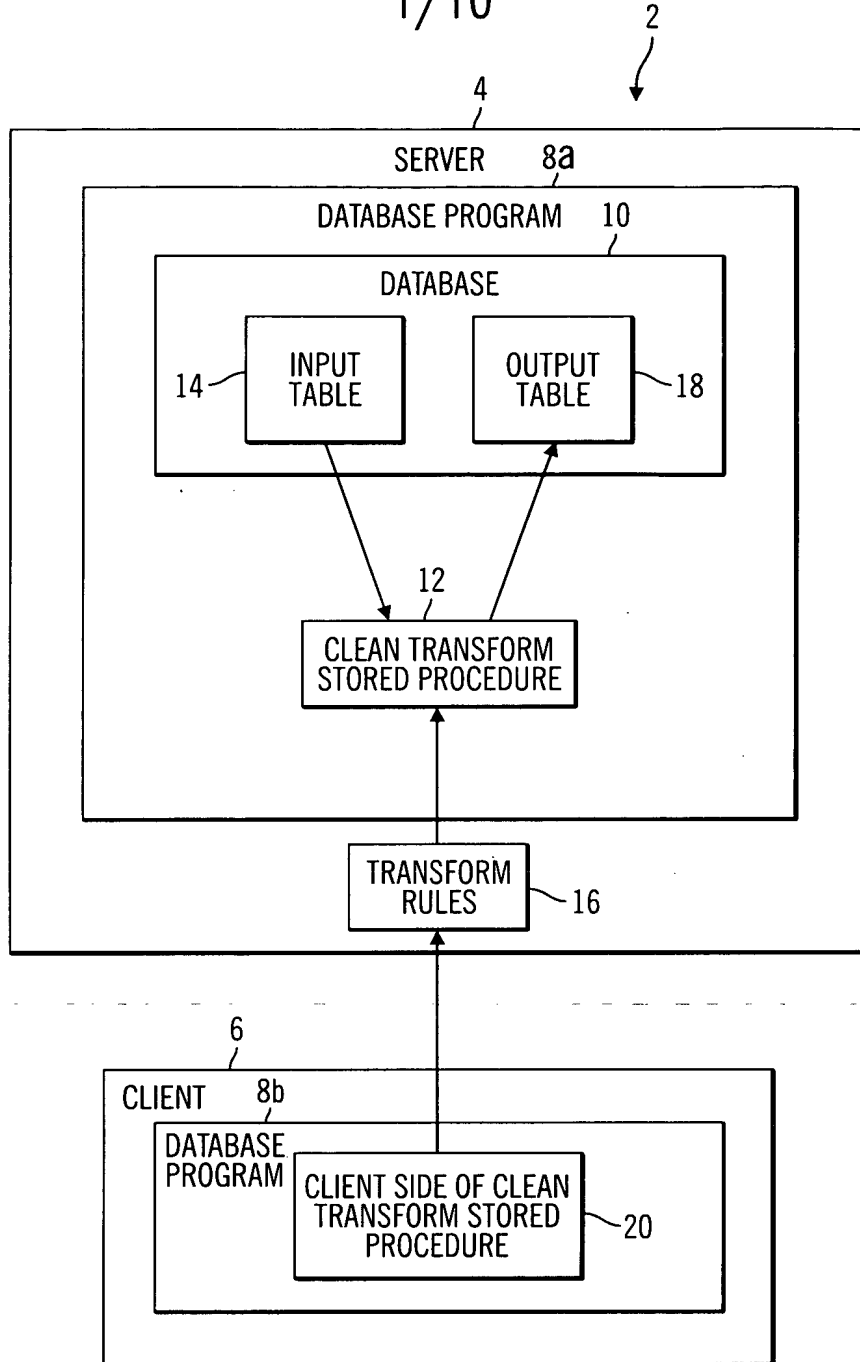 1/10
2
4
SERVER
8a
DATABASE PROGRAM
10
DATABASE
INPUT
TABLE
14
OUTPUT
TABLE
18
12
CLEAN TRANSFORM
STORED PROCEDURE
TRANSFORM
RULES
16
6
CLIENT
8b
DATABASE
PROGRAM
CLIENT SIDE OF CLEAN
TRANSFORM STORED
PROCEDURE
20